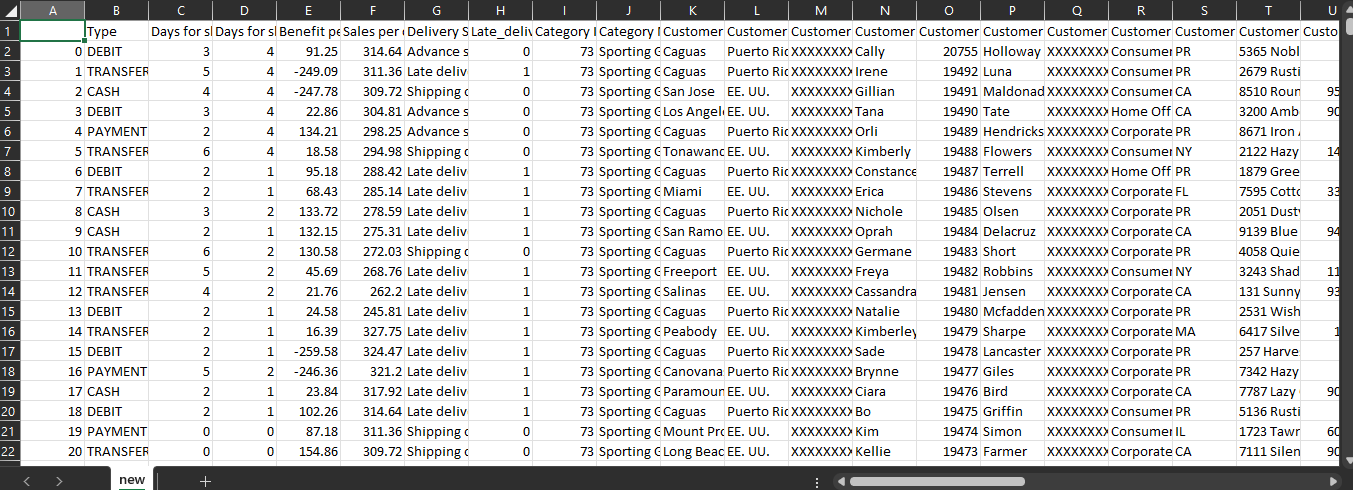 A B C D E F G H I J K L M N O P Q R S T U
1 Type Days for sl Days for sl Benefit pe Sales per c Delivery S Late_deliv Category I Category N Customer Customer Customer Customer Customer Customer Customer Customer Customer Customer Custo
2 0 DEBIT 3 4 91.25 314.64 Advance s 0 73 Sporting G Caguas Puerto Ric XXXXXXXX Cally 20755 Holloway XXXXXXXX Consumer PR 5365 Nobl
3 1 TRANSFER 5 4 -249.09 311.36 Late deliv 1 73 Sporting G Caguas Puerto Ric XXXXXXXX Irene 19492 Luna XXXXXXXX Consumer PR 2679 Rusti
4 2 CASH 4 4 -247.78 309.72 Shipping c 0 73 Sporting G San Jose EE. UU. XXXXXXXX Gillian 19491 Maldonad XXXXXXXX Consumer CA 8510 Roun 95
5 3 DEBIT 3 4 22.86 304.81 Advance s 0 73 Sporting G Los Angele EE. UU. XXXXXXXX Tana 19490 Tate XXXXXXXX Home Off CA 3200 Amb 90
6 4 PAYMENT 2 4 134.21 298.25 Advance s 0 73 Sporting G Caguas Puerto Ric XXXXXXXX Orli 19489 Hendricks XXXXXXXX Corporate PR 8671 Iron
7 5 TRANSFER 6 4 18.58 294.98 Shipping c 0 73 Sporting G Tonawand EE. UU. XXXXXXXX Kimberly 19488 Flowers XXXXXXXX Consumer NY 2122 Hazy 14
8 6 DEBIT 2 1 95.18 288.42 Late deliv 1 73 Sporting G Caguas Puerto Ric XXXXXXXX Constance 19487 Terrell XXXXXXXX Home Off PR 1879 Gree
9 7 TRANSFER 2 1 68.43 285.14 Late deliv 1 73 Sporting G Miami EE. UU. XXXXXXXX Erica 19486 Stevens XXXXXXXX Corporate FL 7595 Cotto 33
10 8 CASH 3 2 133.72 278.59 Late deliv 1 73 Sporting G Caguas Puerto Ric XXXXXXXX Nichole 19485 Olsen XXXXXXXX Corporate PR 2051 Dusty
11 9 CASH 2 1 132.15 275.31 Late deliv 1 73 Sporting G San Ramo EE. UU. XXXXXXXX Oprah 19484 Delacruz XXXXXXXX Corporate CA 9139 Blue 94
12 10 TRANSFER 6 2 130.58 272.03 Shipping c 0 73 Sporting G Caguas Puerto Ric XXXXXXXX Germane 19483 Short XXXXXXXX Corporate PR 4058 Quie
13 11 TRANSFER 5 2 45.69 268.76 Late deliv 1 73 Sporting G Freeport EE. UU. XXXXXXXX Freya 19482 Robbins XXXXXXXX Consumer NY 3243 Shad 11
14 12 TRANSFER 4 2 21.76 262.2 Late deliv 1 73 Sporting G Salinas EE. UU. XXXXXXXX Cassandra 19481 Jensen XXXXXXXX Corporate CA 131 Sunny 93
15 13 DEBIT 2 1 24.58 245.81 Late deliv 1 73 Sporting G Caguas Puerto Ric XXXXXXXX Natalie 19480 Mcfadden XXXXXXXX Corporate PR 2531 Wish
16 14 TRANSFER 2 1 16.39 327.75 Late deliv 1 73 Sporting G Peabody EE. UU. XXXXXXXX Kimberley 19479 Sharpe XXXXXXXX Corporate MA 6417 Silve 1
17 15 DEBIT 2 1 -259.58 324.47 Late deliv 1 73 Sporting G Caguas Puerto Ric XXXXXXXX Sade 19478 Lancaster XXXXXXXX Corporate PR 257 Harve
18 16 PAYMENT 5 2 -246.36 321.2 Late deliv 1 73 Sporting G Canovana Puerto Ric XXXXXXXX Brynne 19477 Giles XXXXXXXX Corporate PR 7342 Hazy
19 17 CASH 2 1 23.84 317.92 Late deliv 1 73 Sporting G Paramoun EE. UU. XXXXXXXX Ciara 19476 Bird XXXXXXXX Corporate CA 7787 Lazy 90
20 18 DEBIT 2 1 102.26 314.64 Late deliv 1 73 Sporting G Caguas Puerto Ric XXXXXXXX Bo 19475 Griffin XXXXXXXX Consumer PR 5136 Rusti
21 19 PAYMENT 0 0 87.18 311.36 Shipping c 0 73 Sporting G Mount Pro EE. UU. XXXXXXXX Kim 19474 Simon XXXXXXXX Consumer IL 1723 Tawn 60
22 20 TRANSFER 0 0 154.86 309.72 Shipping c 0 73 Sporting G Long Beac EE. UU. XXXXXXXX Kellie 19473 Farmer XXXXXXXX Corporate CA 7111 Silen 90
new